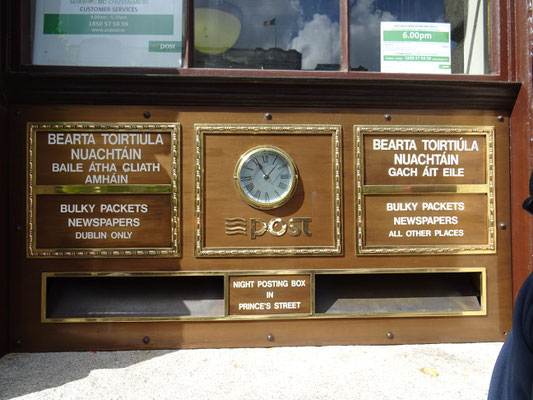 CUSTOMER SERVICES
1850 57 58 59
post
6.00pm
BEARTA TOIRTIULA
NUACHTÁIN
BAILE ÁTHA CLIATH
AMHÁIN
BULKY PACKETS
NEWSPAPERS
DUBLIN ONLY
post
BEARTA TOIRTIÚLA
NUACHTÁIN
GACH ÁIT EILE
BULKY PACKETS
NEWSPAPERS
ALL OTHER PLACES
NIGHT POSTING BOX
IN
PRINCE'S STREET